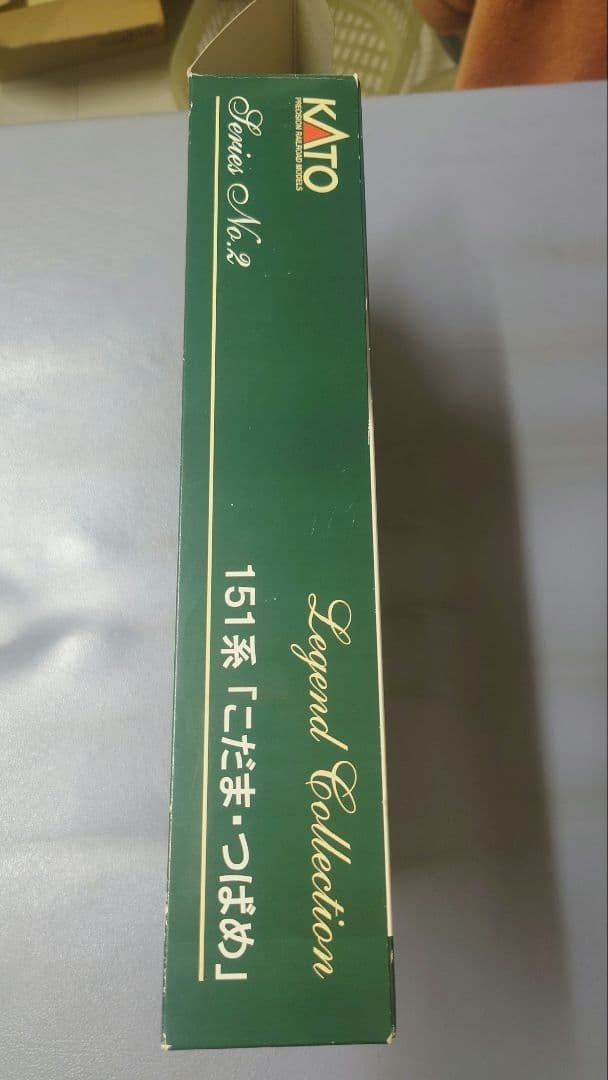 KATO
PRECISION RAILROAD MODELS
Legend Collection
Series No.2
151系「こだま・つばめ」